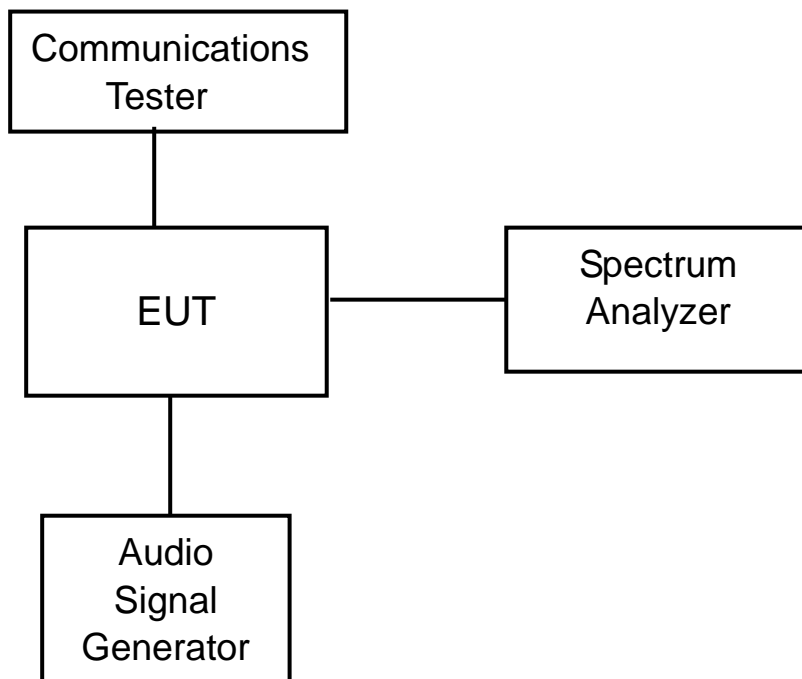 Communications
Tester
EUT
Spectrum
Analyzer
Audio
Signal
Generator